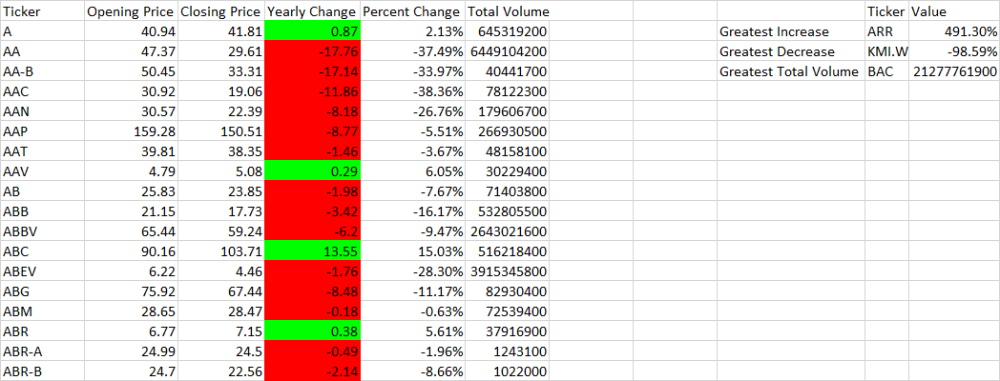 Ticker Opening Price Closing Price Yearly Change Percent Change Total Volume Ticker Value
A 40.94 41.81 0.87 2.13% 645319200 Greatest Increase ARR 491.30%
AA 47.37 29.61 -17.76 -37.49% 6449104200 Greatest Decrease KMI.W -98.59%
AA-B 50.45 33.31 -17.14 -33.97% 40441700 Greatest Total Volume BAC 21277761900
AAC 30.92 19.06 -11.86 -38.36% 78122300
AAN 30.57 22.39 -8.18 -26.76% 179606700
AAP 159.28 150.51 -8.77 -5.51% 266930500
AAT 39.81 38.35 -1.46 -3.67% 48158100
AAV 4.79 5.08 0.29 6.05% 30229400
AB 25.83 23.85 -1.98 -7.67% 71403800
ABB 21.15 17.73 -3.42 -16.17% 532805500
ABBV 65.44 59.24 -6.2 -9.47% 2643021600
ABC 90.16 103.71 13.55 15.03% 516218400
ABEV 6.22 4.46 -1.76 -28.30% 3915345800
ABG 75.92 67.44 -8.48 -11.17% 82930400
ABM 28.65 28.47 -0.18 -0.63% 72539400
ABR 6.77 7.15 0.38 5.61% 37916900
ABR-A 24.99 24.5 -0.49 -1.96% 1243100
ABR-B 24.7 22.56 -2.14 -8.66% 1022000